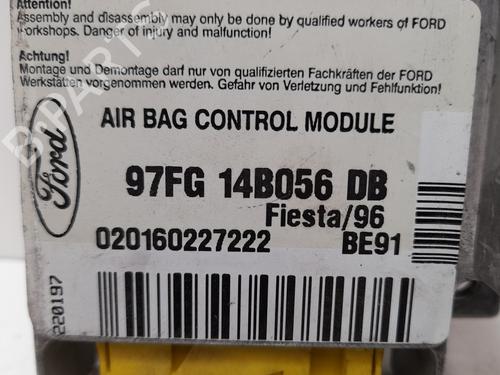 Attention!
Assembly and disassembly may only be done by qualified workers of FORD
workshops. Danger of injury and malfunction!
Achtung!
Montage und Demontage darf nur von qualifizierten Fachkräften der FORD
Werkstätten vorgenommen werden. Gefahr von Verletzung und Fehlfunktion!
Ford
AIR BAG CONTROL MODULE
97FG 14B056 DB
Fiesta/96
020160227222 BE91
220197
B-PARTS